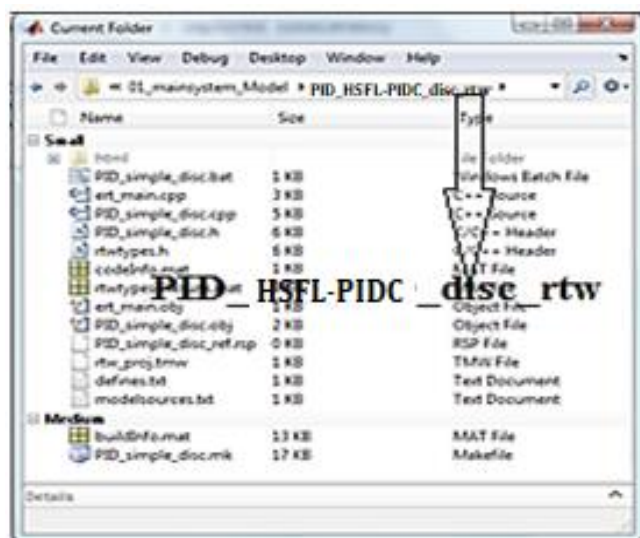 Current Folder
File Edit View Debug Desktop Window Help
« 01_mainsystem_Model ▸ PID_HSFL-PIDC_disc_rtw ▸
Name Size Type
Small
html File Folder
PID_simple_disc.bat 1 KB Windows Batch File
ert_main.cpp 3 KB C++ Source
PID_simple_disc.cpp 5 KB C++ Source
PID_simple_disc.h 6 KB C/C++ Header
rtwtypes.h 6 KB C/C++ Header
codeInfo.mat 1 KB MAT File
PID_ HSFL-PIDC _disc_rtw
ert_main.obj Object File
PID_simple_disc.obj 2 KB Object File
PID_simple_disc_ref.rsp 0 KB RSP File
rtw_proj.tmw 1 KB TMW File
defines.txt 1 KB Text Document
modelsources.txt 1 KB Text Document
Medium
buildInfo.mat 13 KB MAT File
PID_simple_disc.mk 17 KB Makefile
Details